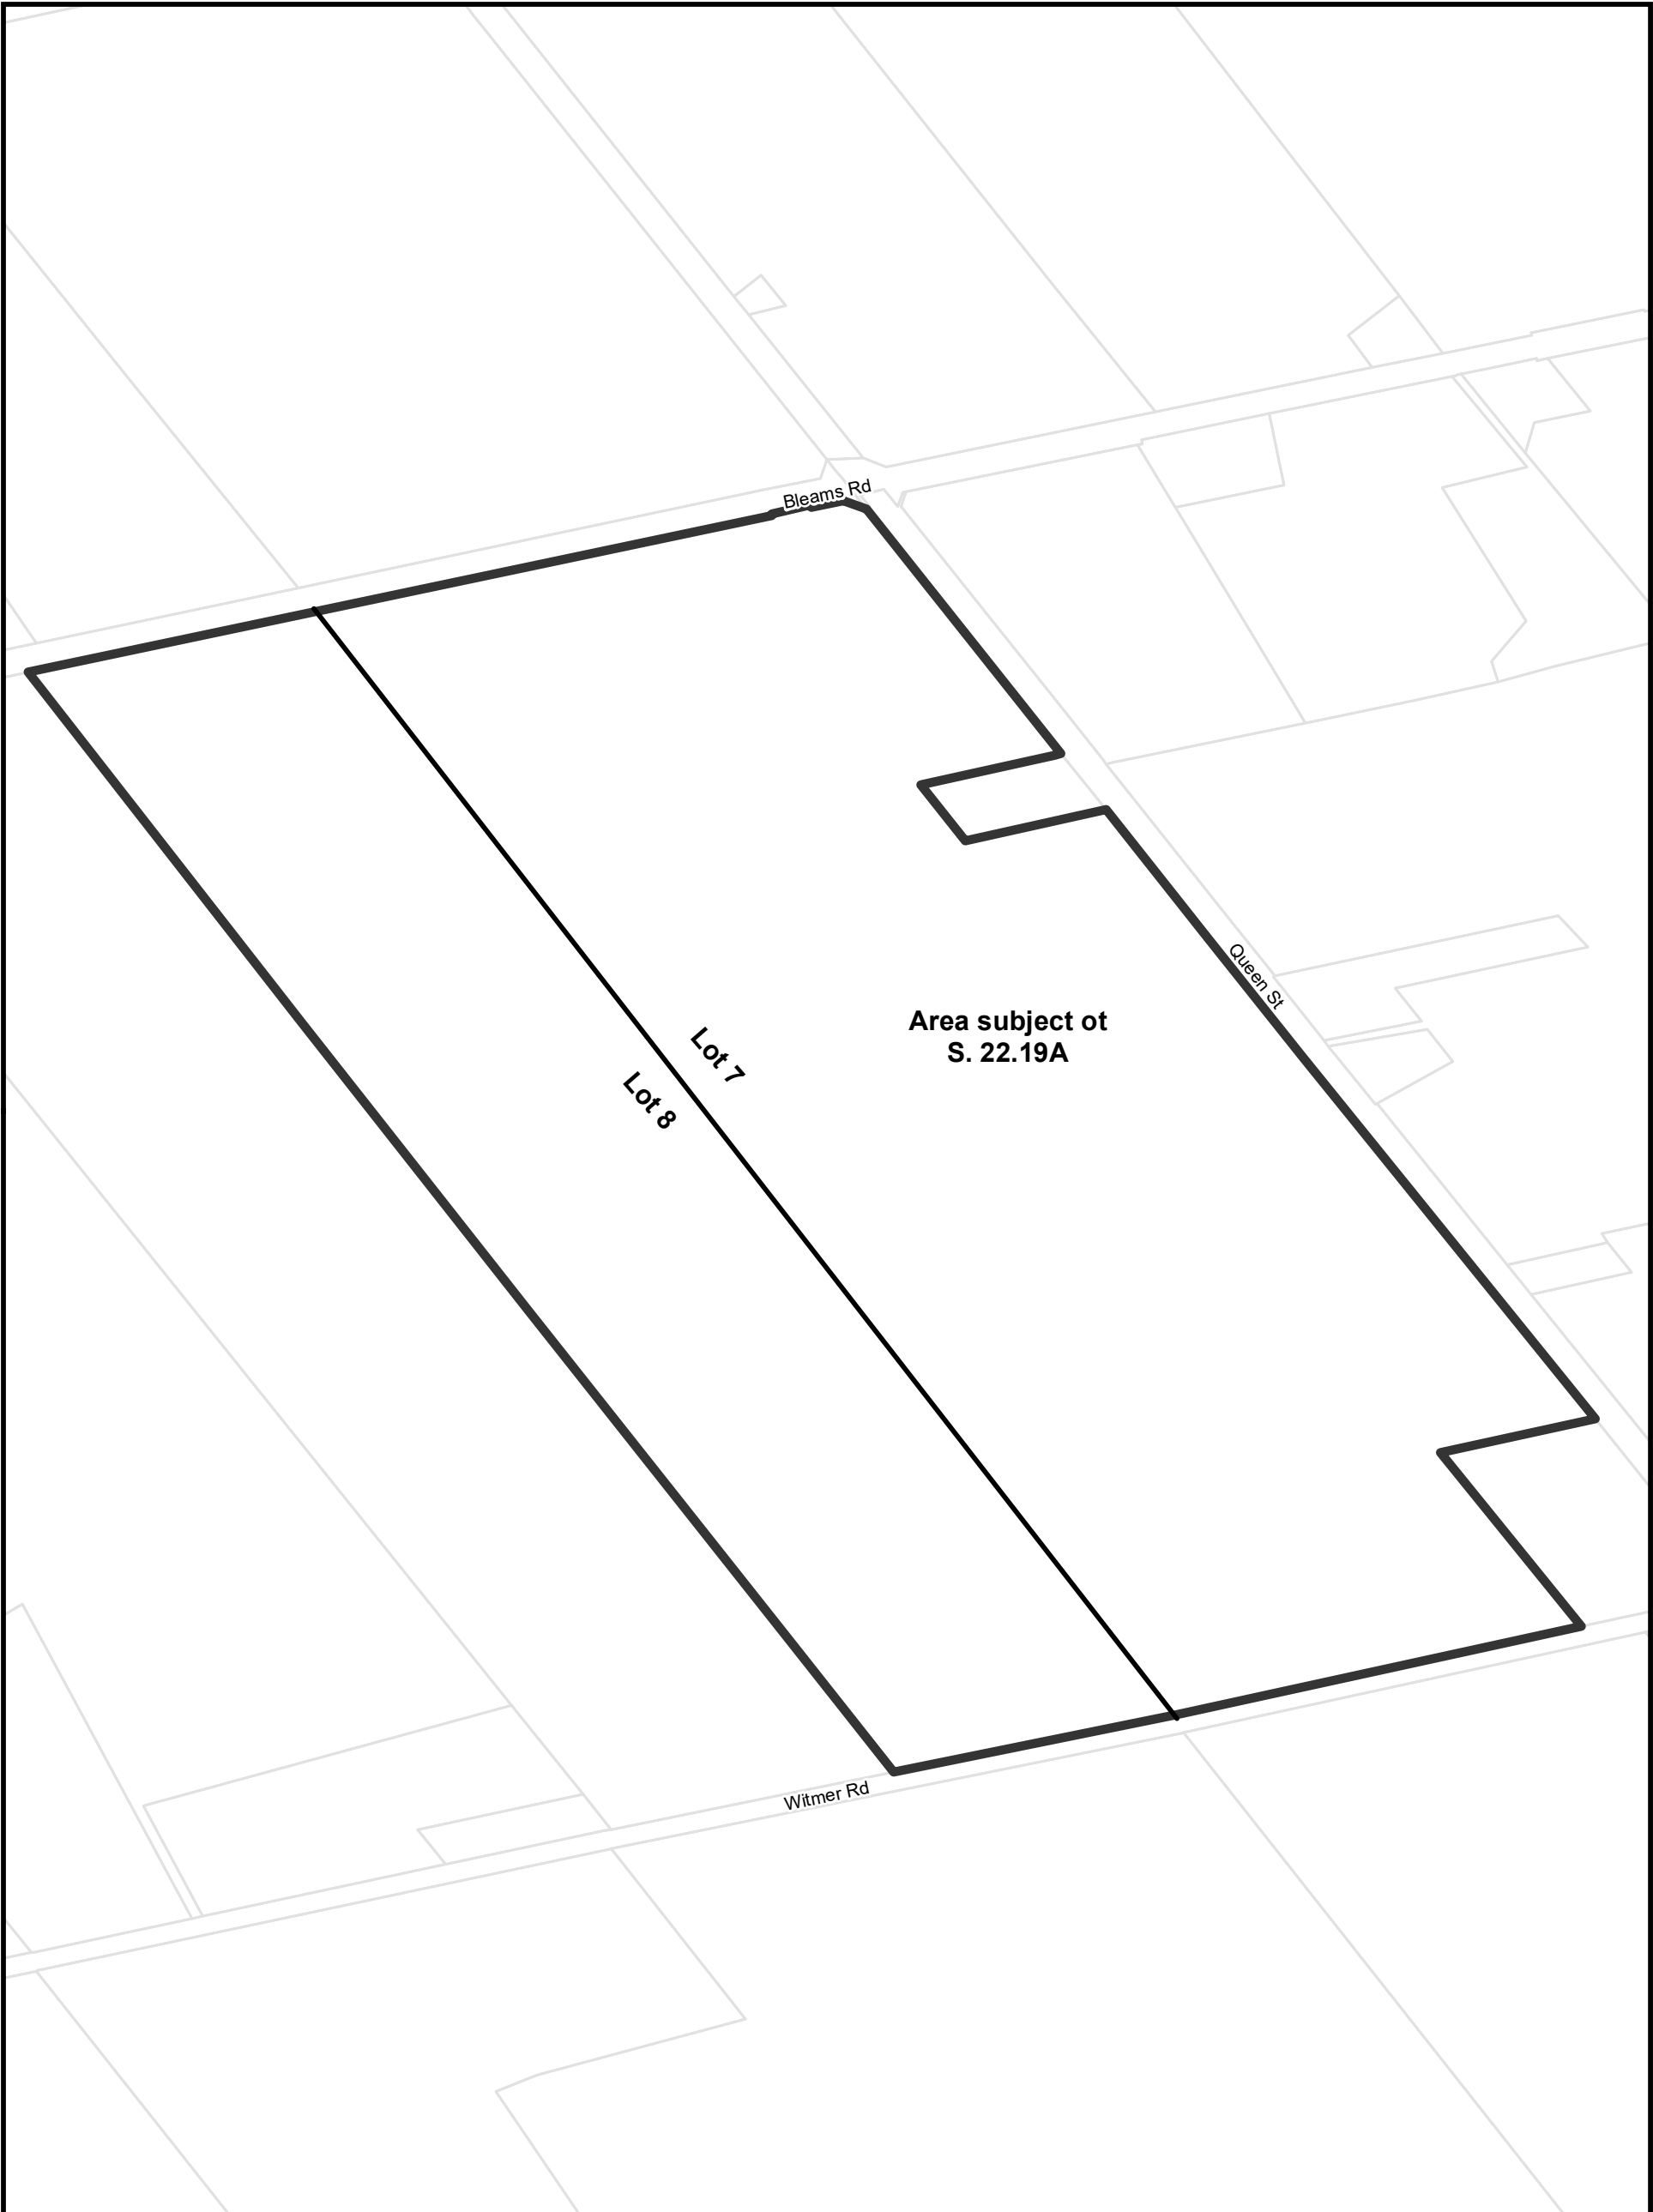 Bleams Rd
Queen St
Area subject ot
S. 22.19A
Lot 7
Lot 8
Witmer Rd